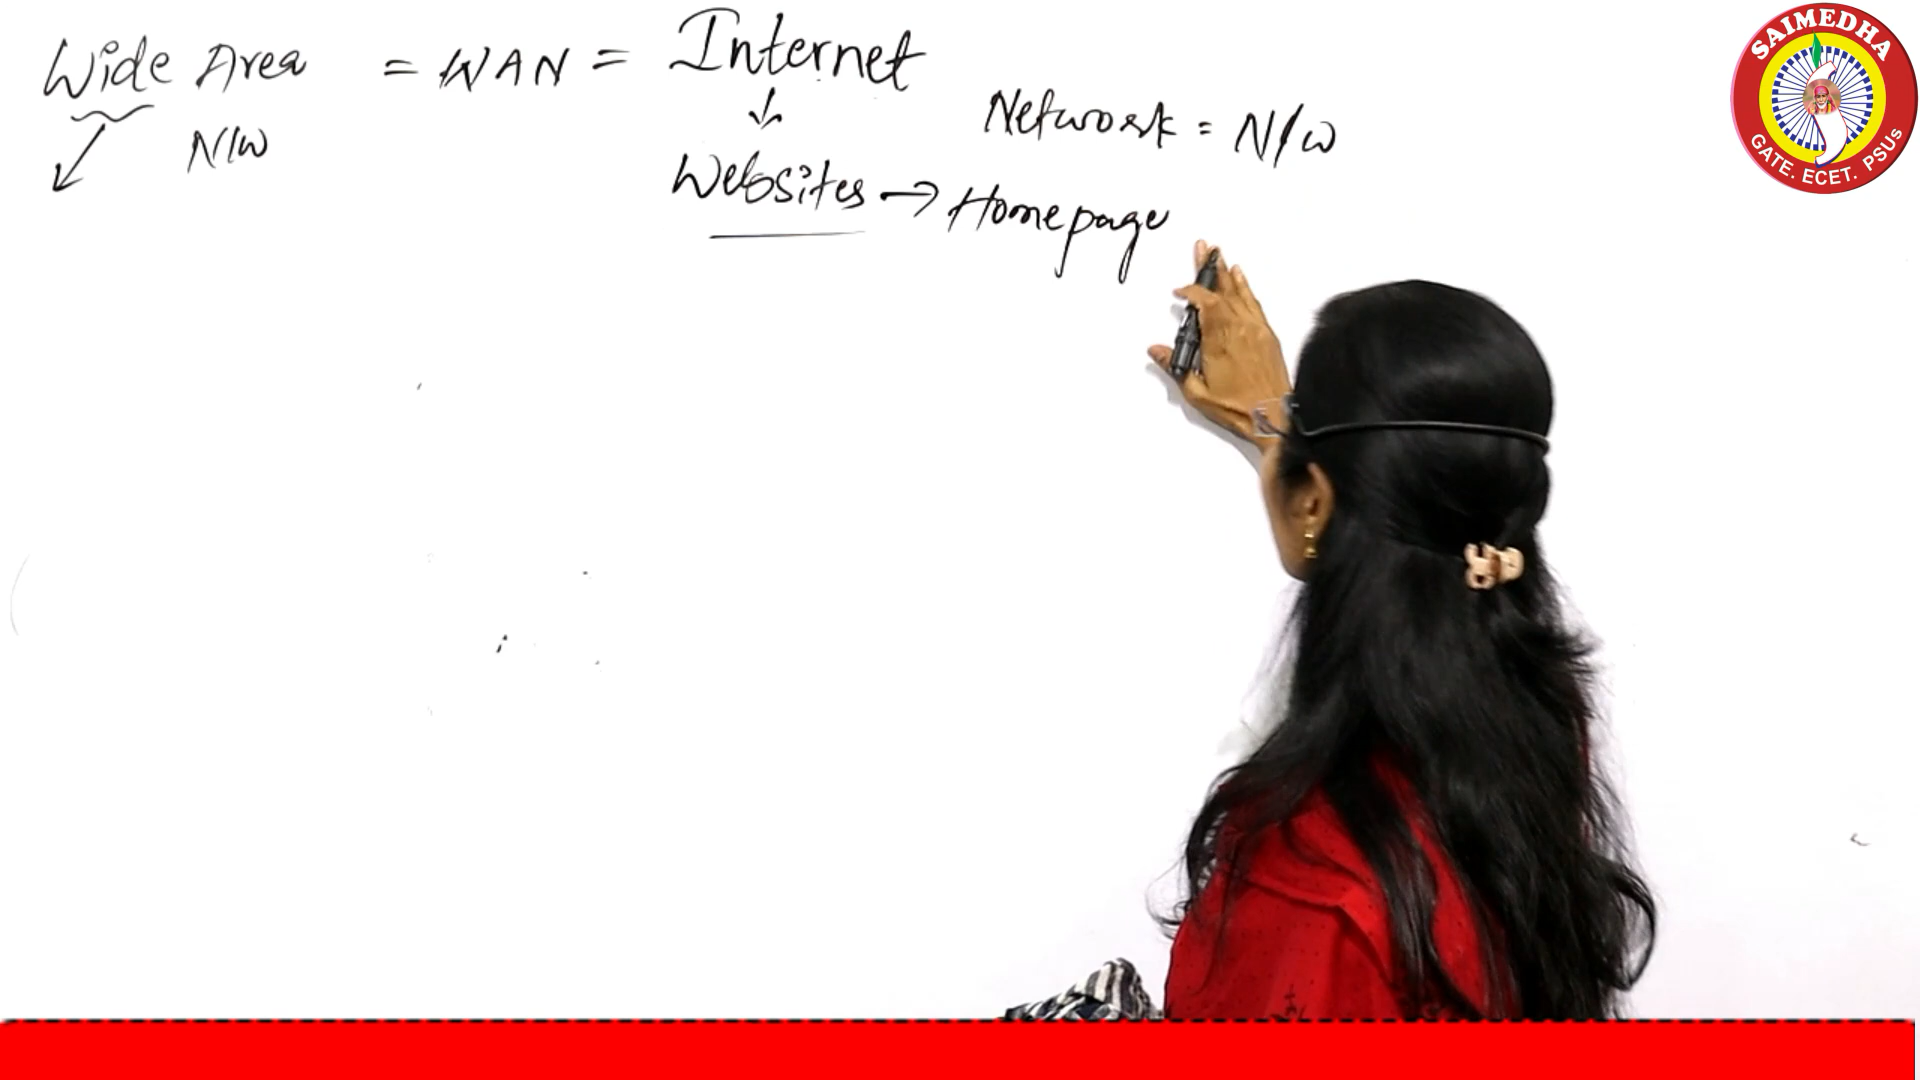 Wide Area = WAN = Internet
N/W
Network = N/W
Websites → Homepage
SAIMEDHA
GATE. ECET. PSUs